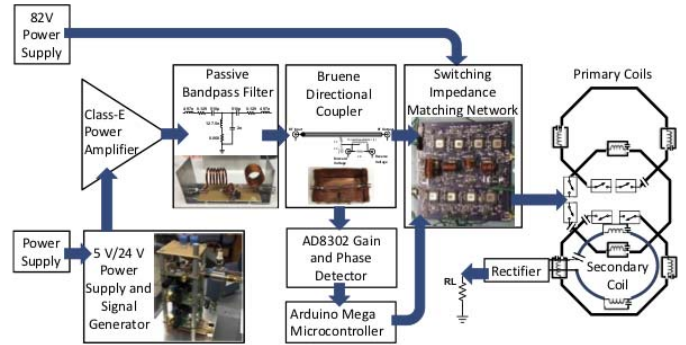 82V
Power
Supply
Class-E
Power
Amplifier
Passive
Bandpass Filter
Bruene
Directional
Coupler
Switching
Impedance
Matching Network
Primary Coils
Power
Supply
5 V/24 V
Power
Supply and
Signal
Generator
AD8302 Gain
and Phase
Detector
Arduino Mega
Microcontroller
RL
Rectifier
Secondary
Coil